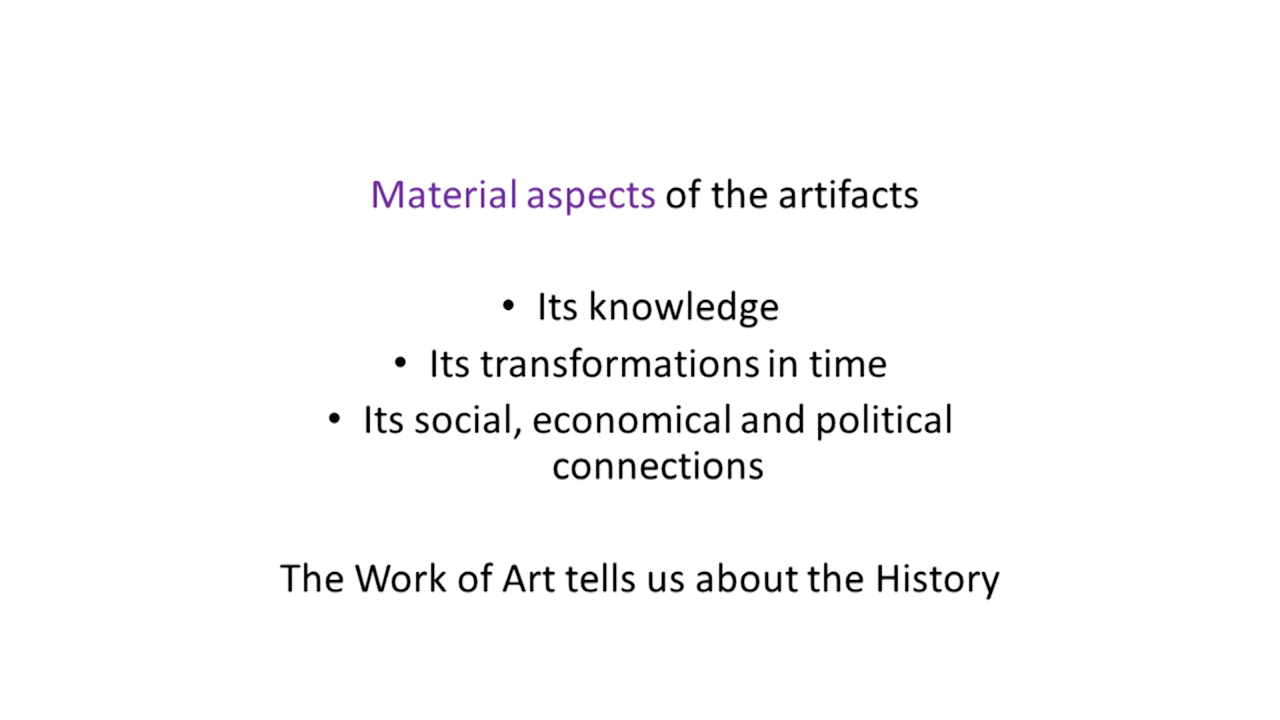 Material aspects of the artifacts
• Its knowledge
• Its transformations in time
• Its social, economical and political
connections
The Work of Art tells us about the History